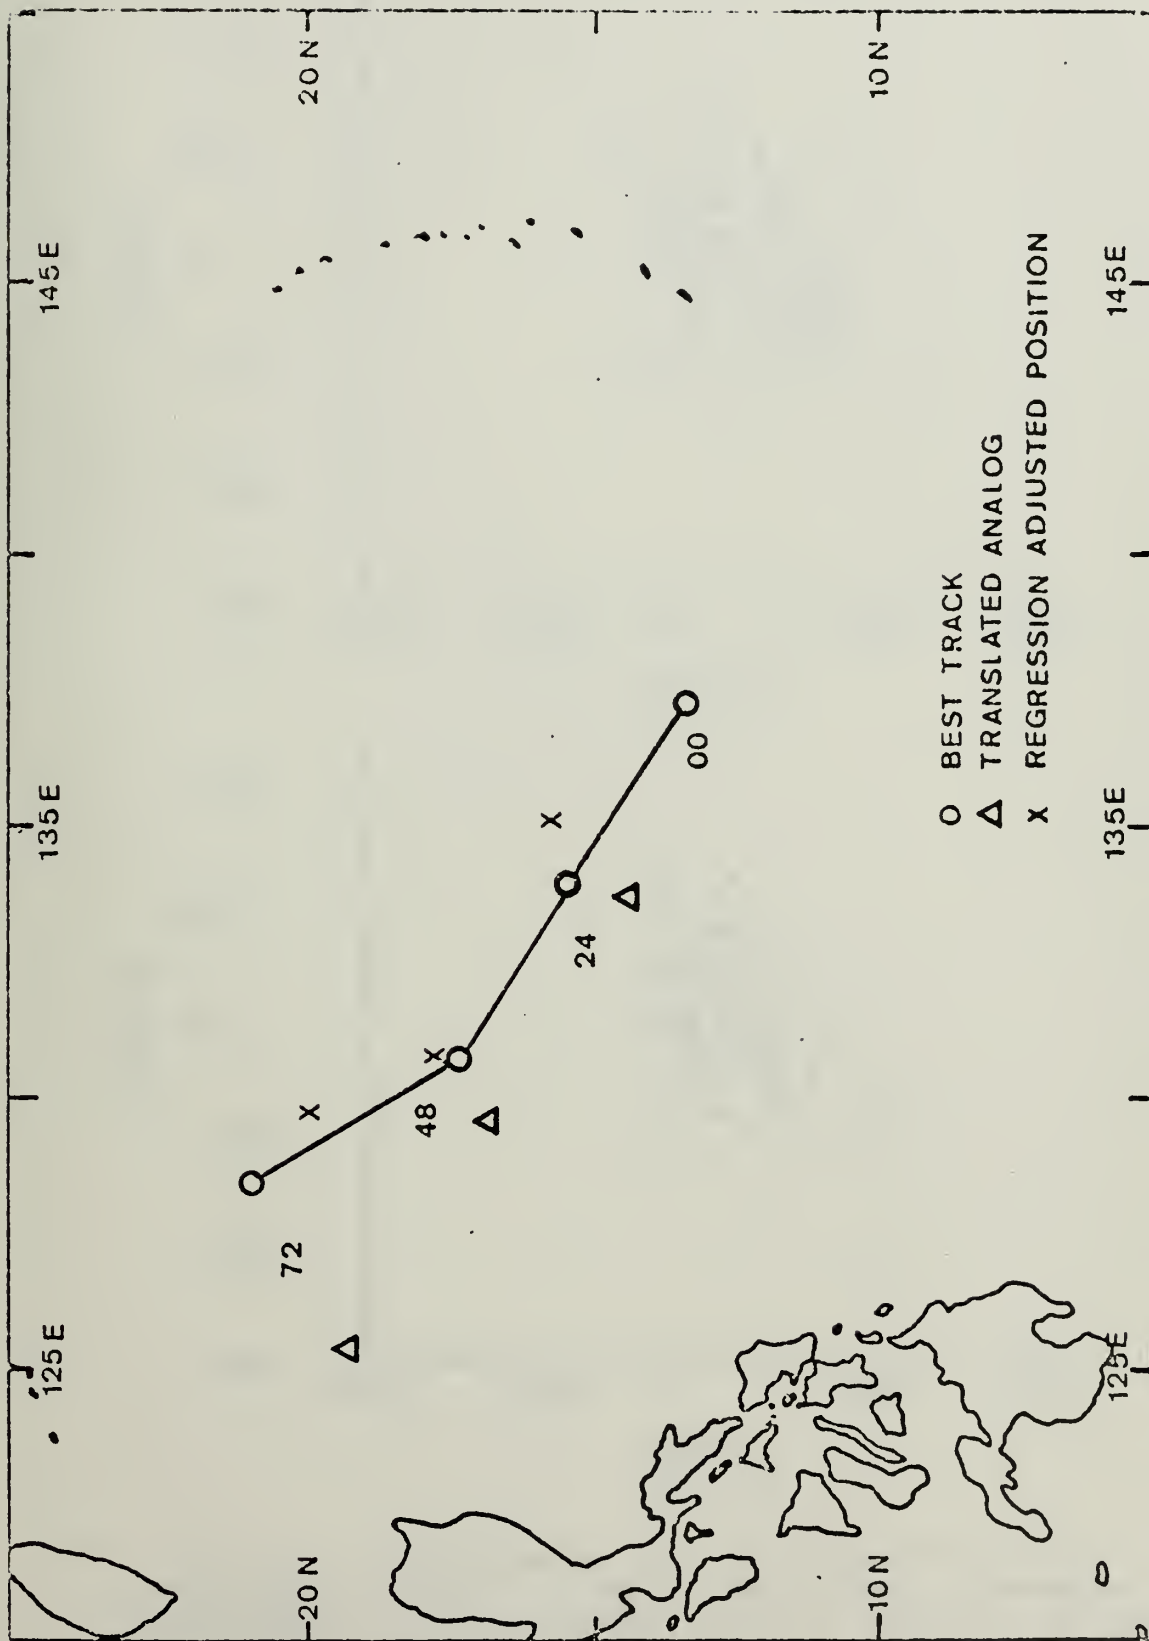 125E
135E
145E
20N
20N
72
48
24
00
10N
10N
O BEST TRACK
Δ TRANSLATED ANALOG
X REGRESSION ADJUSTED POSITION
125E
135E
145E